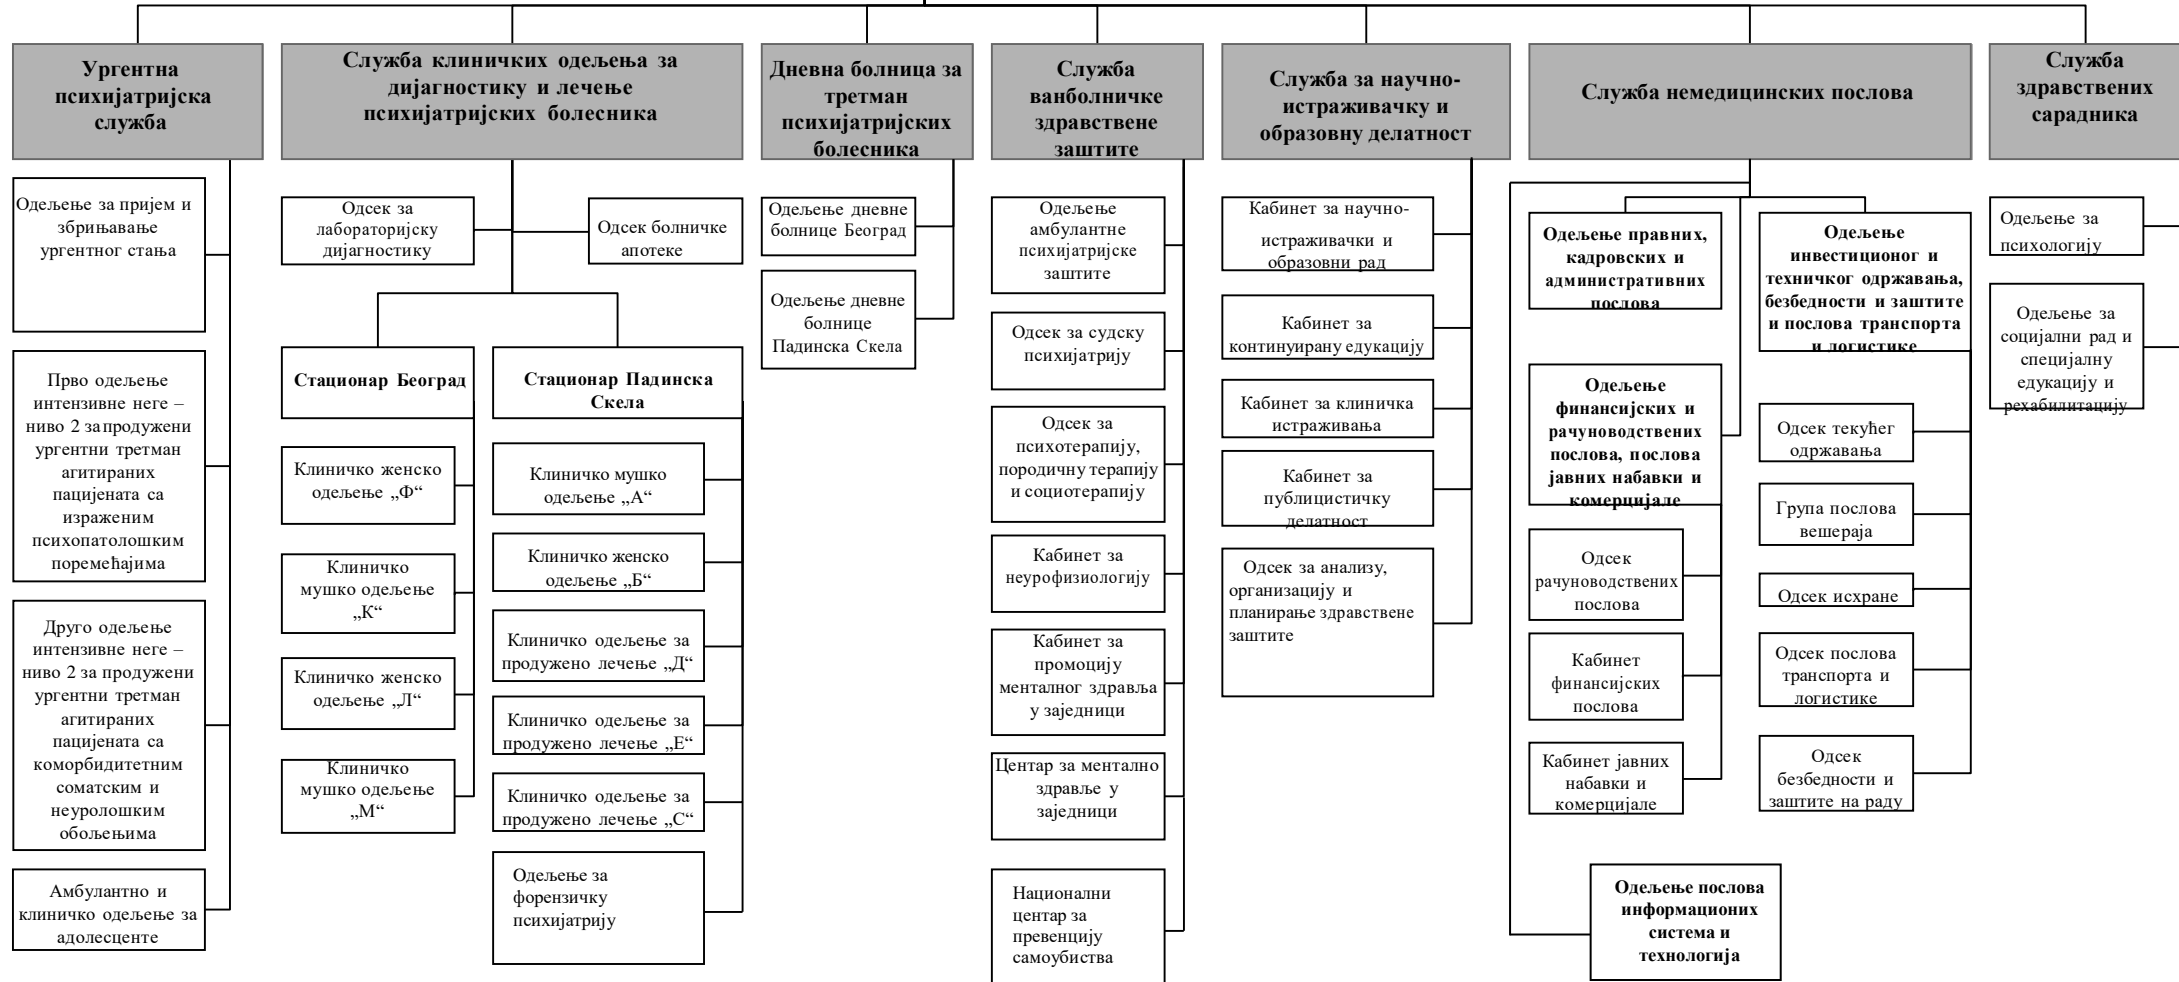 Ургентна
психијатријска
служба
Одељење за пријем и
збрињавање
ургентног стања
Прво одељење
интензивне неге –
ниво 2 за продужени
ургентни третман
агитираних
пацијената са
израженим
психопатолошким
поремећајима
Друго одељење
интензивне неге –
ниво 2 за продужени
ургентни третман
агитираних
пацијената са
коморбидитетним
соматским и
неуролошким
обољењима
Амбулантно и
клиничко одељење за
адолесценте
Служба клиничких одељења за
дијагностику и лечење
психијатријских болесника
Одсек за
лабораторијску
дијагностику
Одсек болничке
апотеке
Стационар Београд
Клиничко женско
одељење „Ф“
Клиничко
мушко одељење
„К“
Клиничко женско
одељење „Л“
Клиничко
мушко одељење
„М“
Стационар Падинска
Скела
Клиничко мушко
одељење „А“
Клиничко женско
одељење „Б“
Клиничко одељење за
продужено лечење „Д“
Клиничко одељење за
продужено лечење „Е“
Клиничко одељење за
продужено лечење „С“
Одељење за
форензичку
психијатрију
Дневна болница за
третман
психијатријских
болесника
Одељење дневне
болнице Београд
Одељење дневне
болнице
Падинска Скела
Служба
ванболничке
здравствене
заштите
Одељење
амбулантне
психијатријске
заштите
Одсек за судску
психијатрију
Одсек за
психотерапију,
породичну терапију
и социотерапију
Кабинет за
неурофизиологију
Кабинет за
промоцију
менталног здравља
у заједници
Центар за ментално
здравље у
заједници
Национални
центар за
превенцију
самоубиства
Служба за научно-
истраживачку и
образовну делатност
Кабинет за научно-
истраживачки и
образовни рад
Кабинет за
континуирану едукацију
Кабинет за клиничка
истраживања
Кабинет за
публицистичку
делатност
Одсек за анализу,
организацију и
планирање здравствене
заштите
Служба немедицинских послова
Одељење правних,
кадровских и
административних
послова
Одељење
финансијских и
рачуноводствених
послова, послова
јавних набавки и
комерцијале
Одсек
рачуноводствених
послова
Кабинет
финансијских
послова
Кабинет јавних
набавки и
комерцијале
Одељење
инвестиционог и
техничког одржавања,
безбедности и заштите
и послова транспорта
и логистике
Одсек текућег
одржавања
Група послова
вешераја
Одсек исхране
Одсек послова
транспорта и
логистике
Одсек
безбедности и
заштите на раду
Одељење послова
информационих
система и
технологија
Служба
здравствених
сарадника
Одељење за
психологију
Одељење за
социјални рад и
специјалну
едукацију и
рехабилитацију